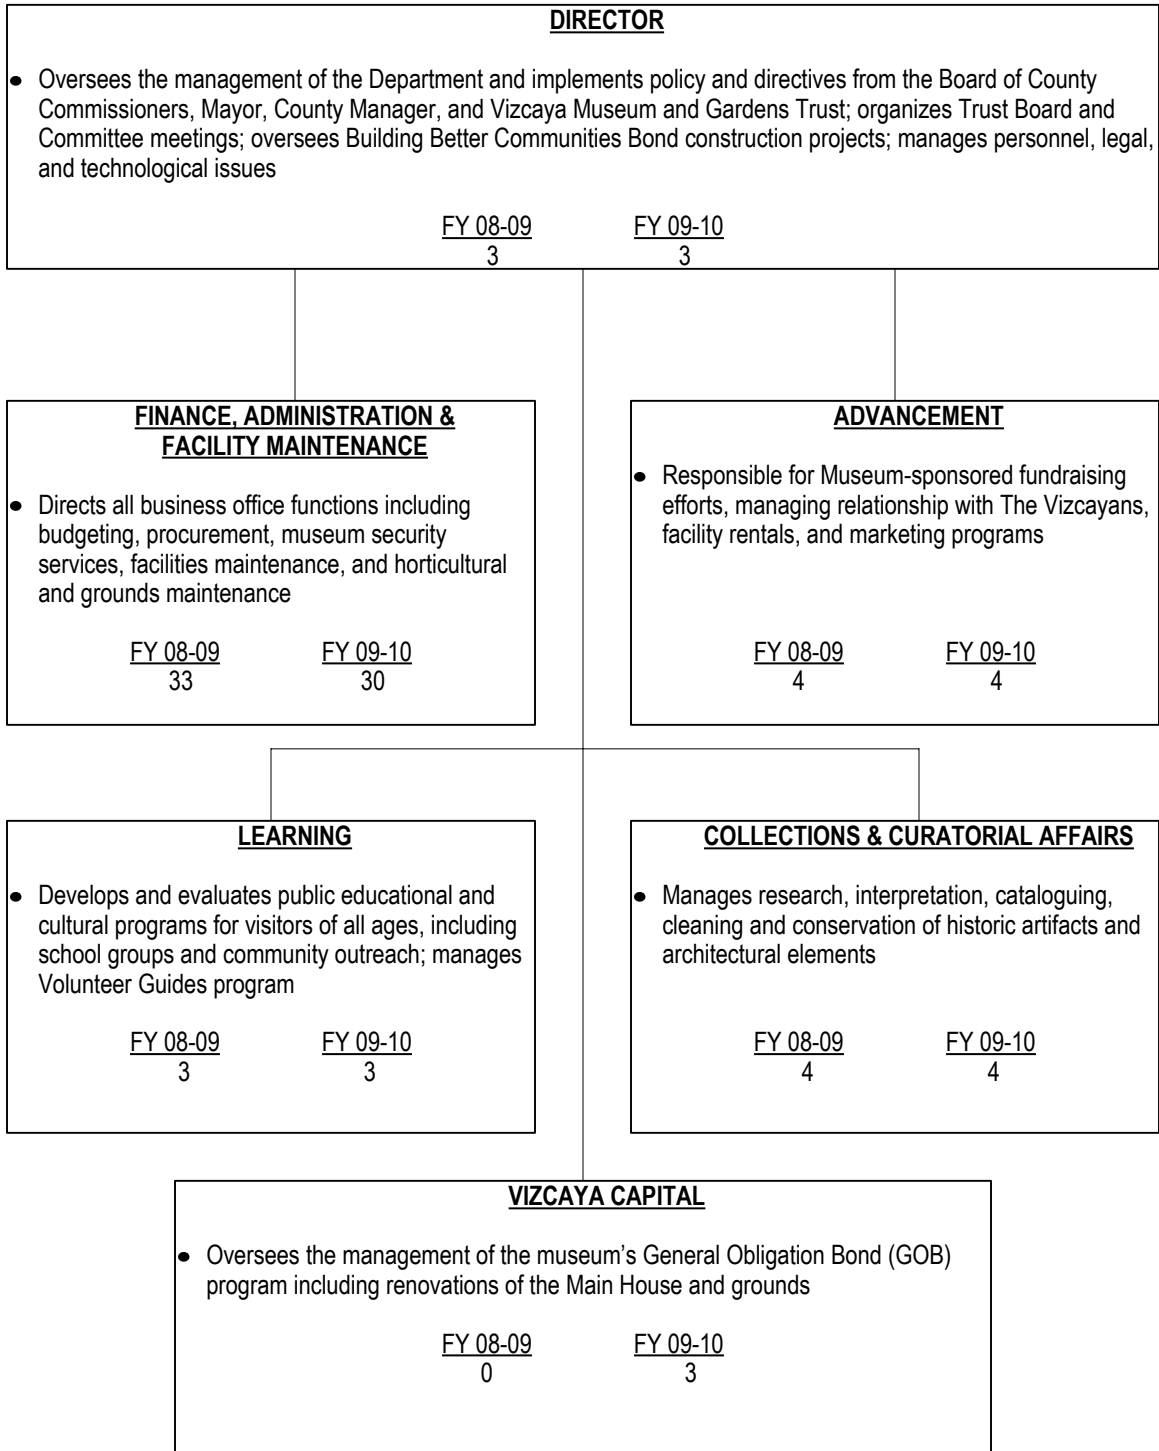 DIRECTOR
• Oversees the management of the Department and implements policy and directives from the Board of County
Commissioners, Mayor, County Manager, and Vizcaya Museum and Gardens Trust; organizes Trust Board and
Committee meetings; oversees Building Better Communities Bond construction projects; manages personnel, legal,
and technological issues
FY 08-09 FY 09-10
3 3
FINANCE, ADMINISTRATION &
FACILITY MAINTENANCE
• Directs all business office functions including
budgeting, procurement, museum security
services, facilities maintenance, and horticultural
and grounds maintenance
FY 08-09 FY 09-10
33 30
ADVANCEMENT
• Responsible for Museum-sponsored fundraising
efforts, managing relationship with The Vizcayans,
facility rentals, and marketing programs
FY 08-09 FY 09-10
4 4
LEARNING
• Develops and evaluates public educational and
cultural programs for visitors of all ages, including
school groups and community outreach; manages
Volunteer Guides program
FY 08-09 FY 09-10
3 3
COLLECTIONS & CURATORIAL AFFAIRS
• Manages research, interpretation, cataloguing,
cleaning and conservation of historic artifacts and
architectural elements
FY 08-09 FY 09-10
4 4
VIZCAYA CAPITAL
• Oversees the management of the museum’s General Obligation Bond (GOB)
program including renovations of the Main House and grounds
FY 08-09 FY 09-10
0 3